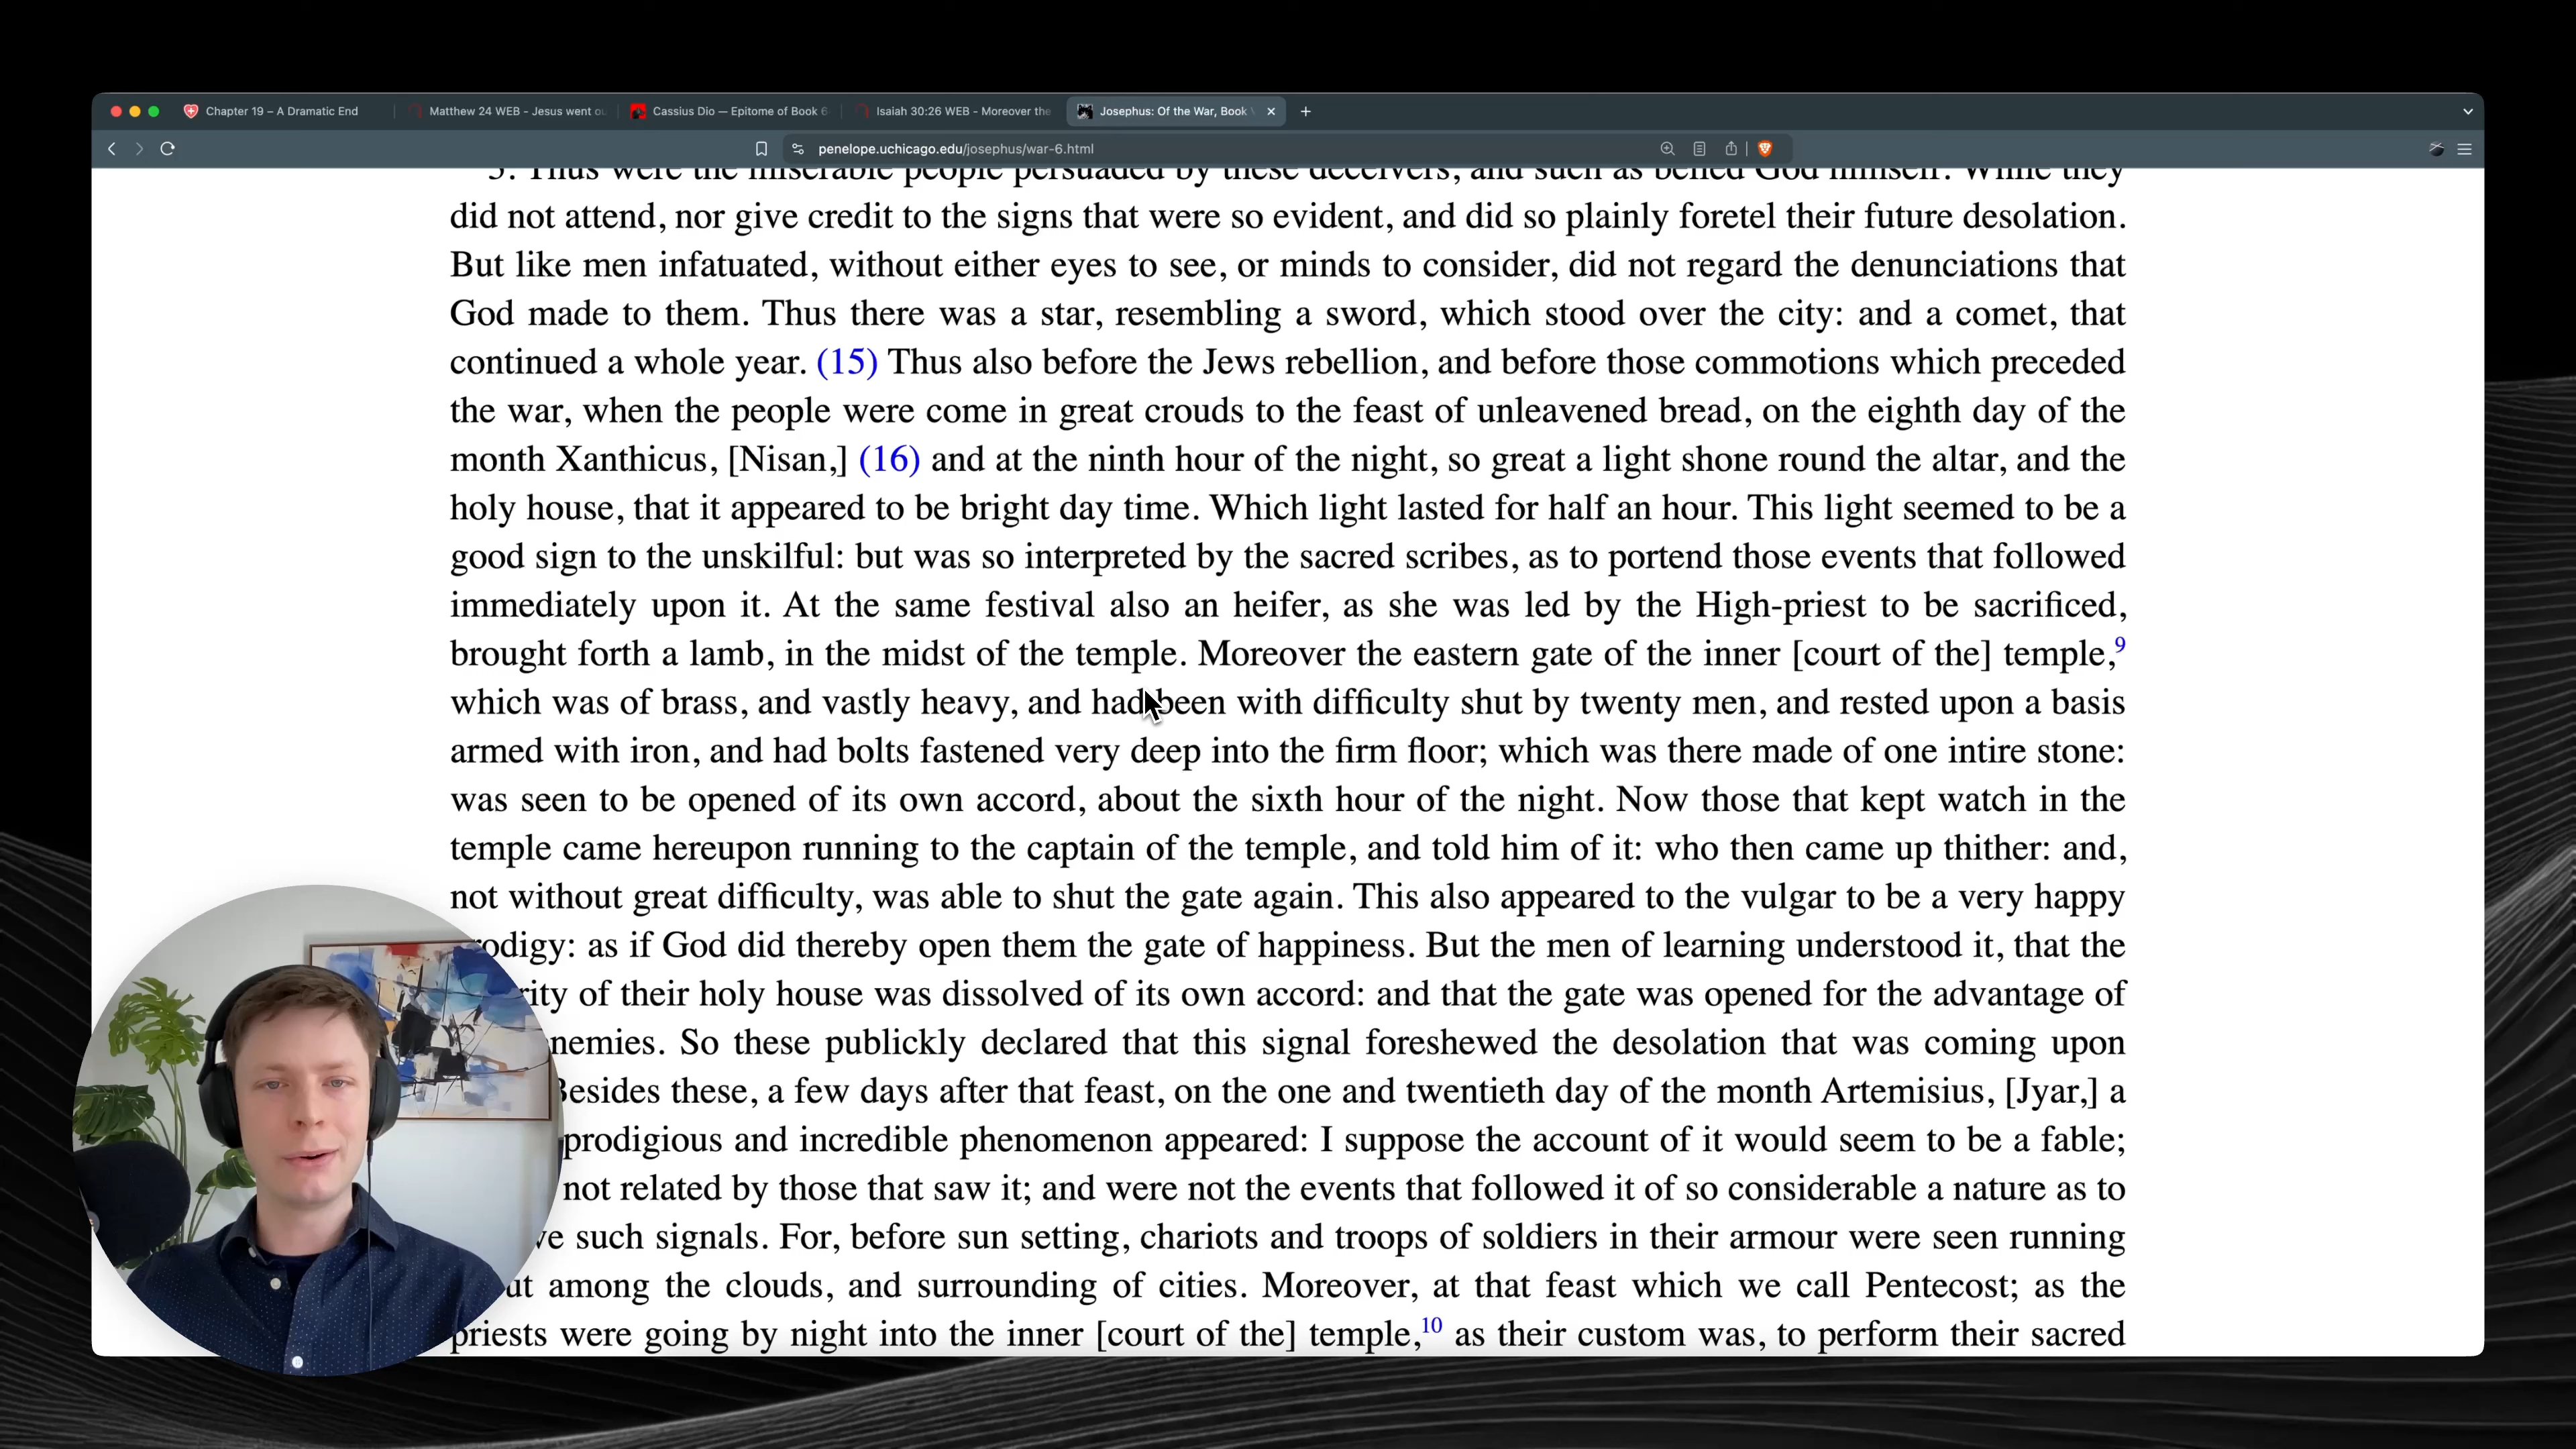 Chapter 19 – A Dramatic End
Matthew 24 WEB - Jesus went ou
Cassius Dio — Epitome of Book 6
Isaiah 30:26 WEB - Moreover the
Josephus: Of the War, Book V
penelope.uchicago.edu/josephus/war-6.html
3. Thus were the miserable people persuaded by these deceivers, and such as belied God himself. While they
did not attend, nor give credit to the signs that were so evident, and did so plainly foretel their future desolation.
But like men infatuated, without either eyes to see, or minds to consider, did not regard the denunciations that
God made to them. Thus there was a star, resembling a sword, which stood over the city: and a comet, that
continued a whole year. (15) Thus also before the Jews rebellion, and before those commotions which preceded
the war, when the people were come in great crouds to the feast of unleavened bread, on the eighth day of the
month Xanthicus, [Nisan,] (16) and at the ninth hour of the night, so great a light shone round the altar, and the
holy house, that it appeared to be bright day time. Which light lasted for half an hour. This light seemed to be a
good sign to the unskilful: but was so interpreted by the sacred scribes, as to portend those events that followed
immediately upon it. At the same festival also an heifer, as she was led by the High-priest to be sacrificed,
brought forth a lamb, in the midst of the temple. Moreover the eastern gate of the inner [court of the] temple,9
which was of brass, and vastly heavy, and had been with difficulty shut by twenty men, and rested upon a basis
armed with iron, and had bolts fastened very deep into the firm floor; which was there made of one intire stone:
was seen to be opened of its own accord, about the sixth hour of the night. Now those that kept watch in the
temple came hereupon running to the captain of the temple, and told him of it: who then came up thither: and,
not without great difficulty, was able to shut the gate again. This also appeared to the vulgar to be a very happy
rodigy: as if God did thereby open them the gate of happiness. But the men of learning understood it, that the
rity of their holy house was dissolved of its own accord: and that the gate was opened for the advantage of
nemies. So these publickly declared that this signal foreshewed the desolation that was coming upon
Besides these, a few days after that feast, on the one and twentieth day of the month Artemisius, [Jyar,] a
prodigious and incredible phenomenon appeared: I suppose the account of it would seem to be a fable;
not related by those that saw it; and were not the events that followed it of so considerable a nature as to
ve such signals. For, before sun setting, chariots and troops of soldiers in their armour were seen running
ut among the clouds, and surrounding of cities. Moreover, at that feast which we call Pentecost; as the
priests were going by night into the inner [court of the] temple,10 as their custom was, to perform their sacred